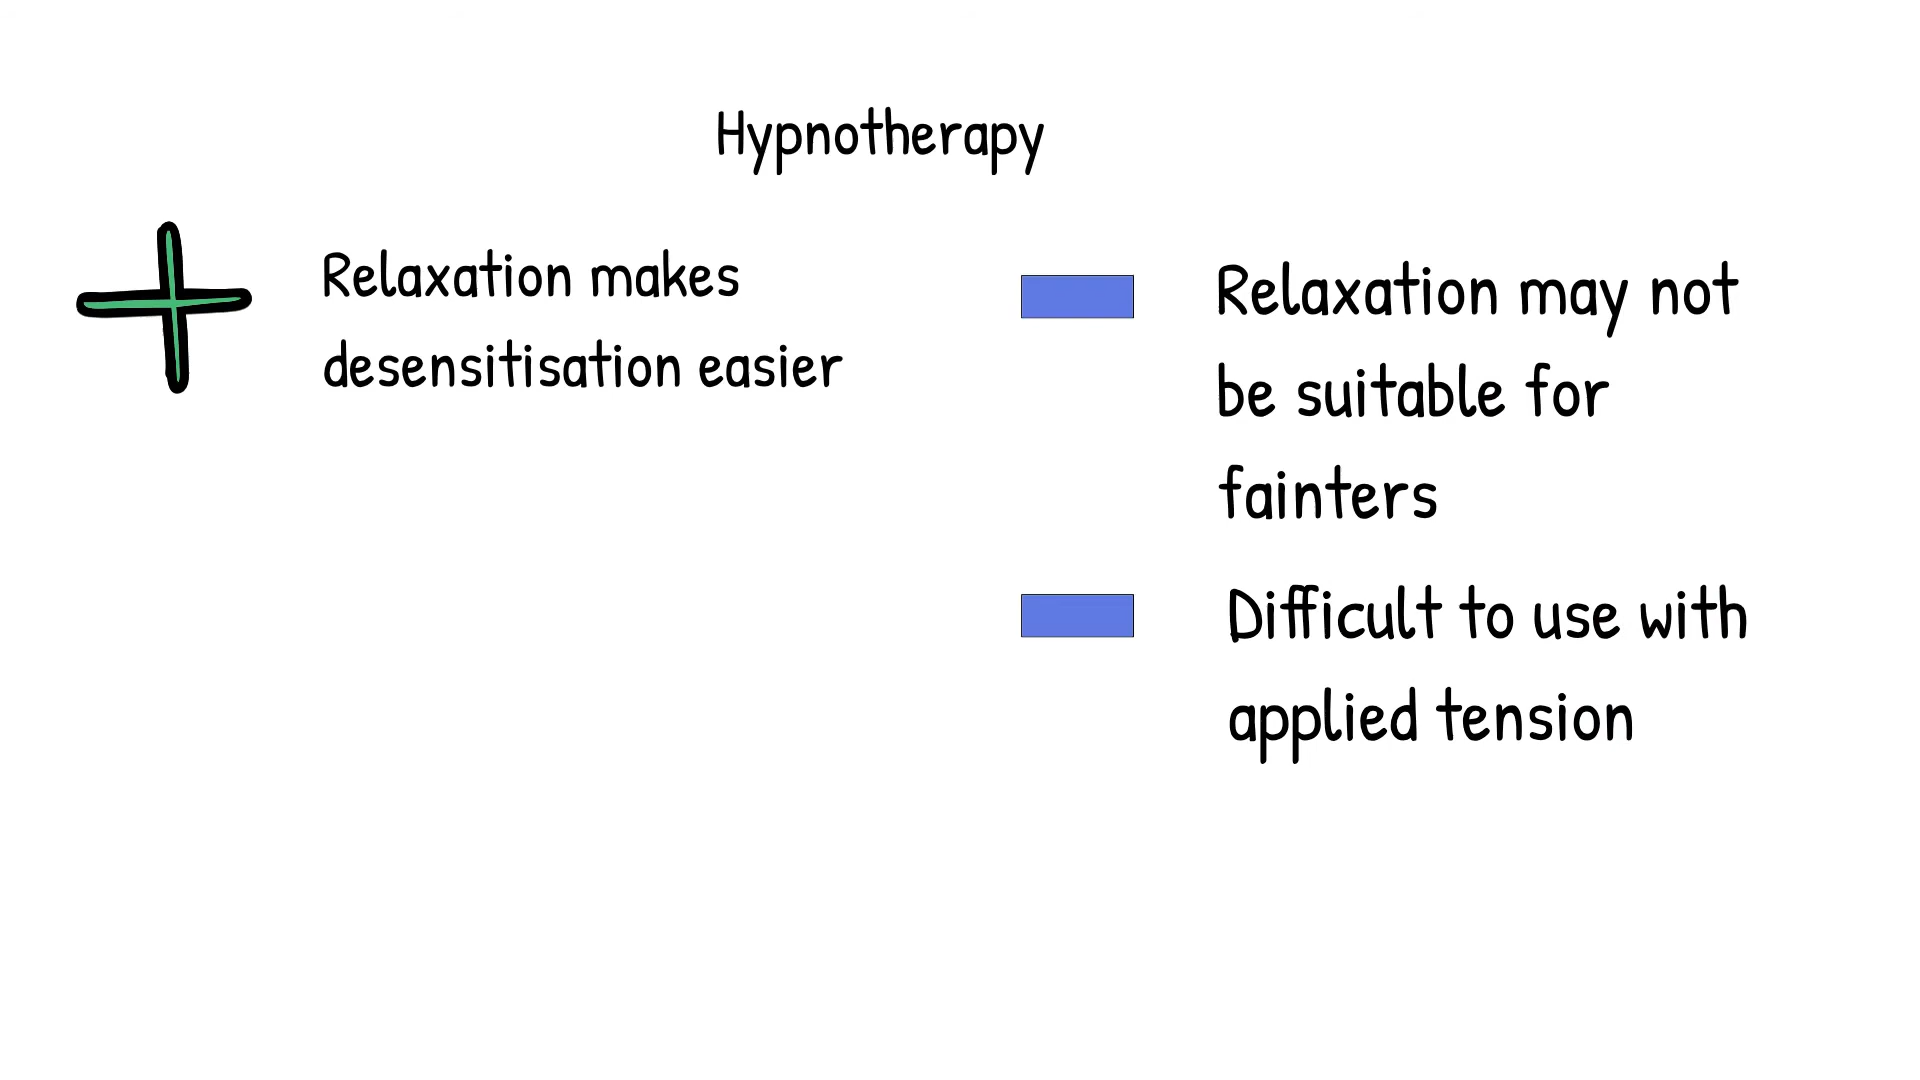 Hypnotherapy
Relaxation makes
desensitisation easier
Relaxation may not
be suitable for
fainters
Difficult to use with
applied tension